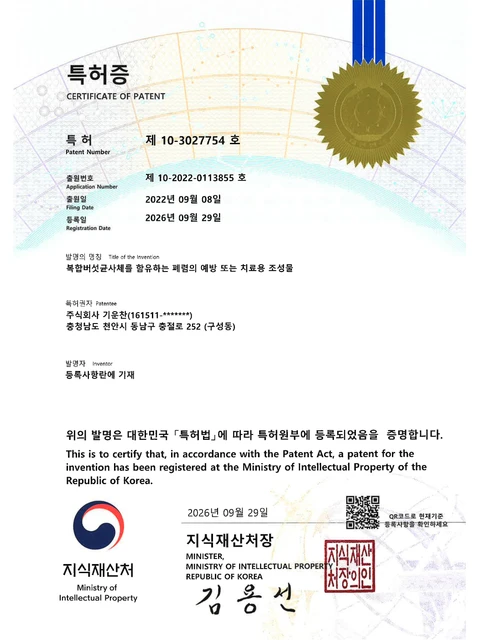 특허증
CERTIFICATE OF PATENT
특 허 제 10-3027754 호
Patent Number
출원번호 제 10-2022-0113855 호
Application Number
출원일 2022년 09월 08일
Filing Date
등록일 2026년 09월 29일
Registration Date
발명의 명칭 Title of the Invention
복합버섯균사체를 함유하는 폐렴의 예방 또는 치료용 조성물
특허권자 Patentee
주식회사 기운찬(161511-*******)
충청남도 천안시 동남구 충절로 252 (구성동)
발명자 Inventor
등록사항란에 기재
위의 발명은 대한민국 「특허법」에 따라 특허원부에 등록되었음을 증명합니다.
This is to certify that, in accordance with the Patent Act, a patent for the
invention has been registered at the Ministry of Intellectual Property of the
Republic of Korea.
2026년 09월 29일
QR코드로 현재기준
등록사항을 확인하세요
지식재산처장
MINISTER,
MINISTRY OF INTELLECTUAL PROPERTY
REPUBLIC OF KOREA
김용선
지식재산
처장의인
지식재산처
Ministry of
Intellectual Property